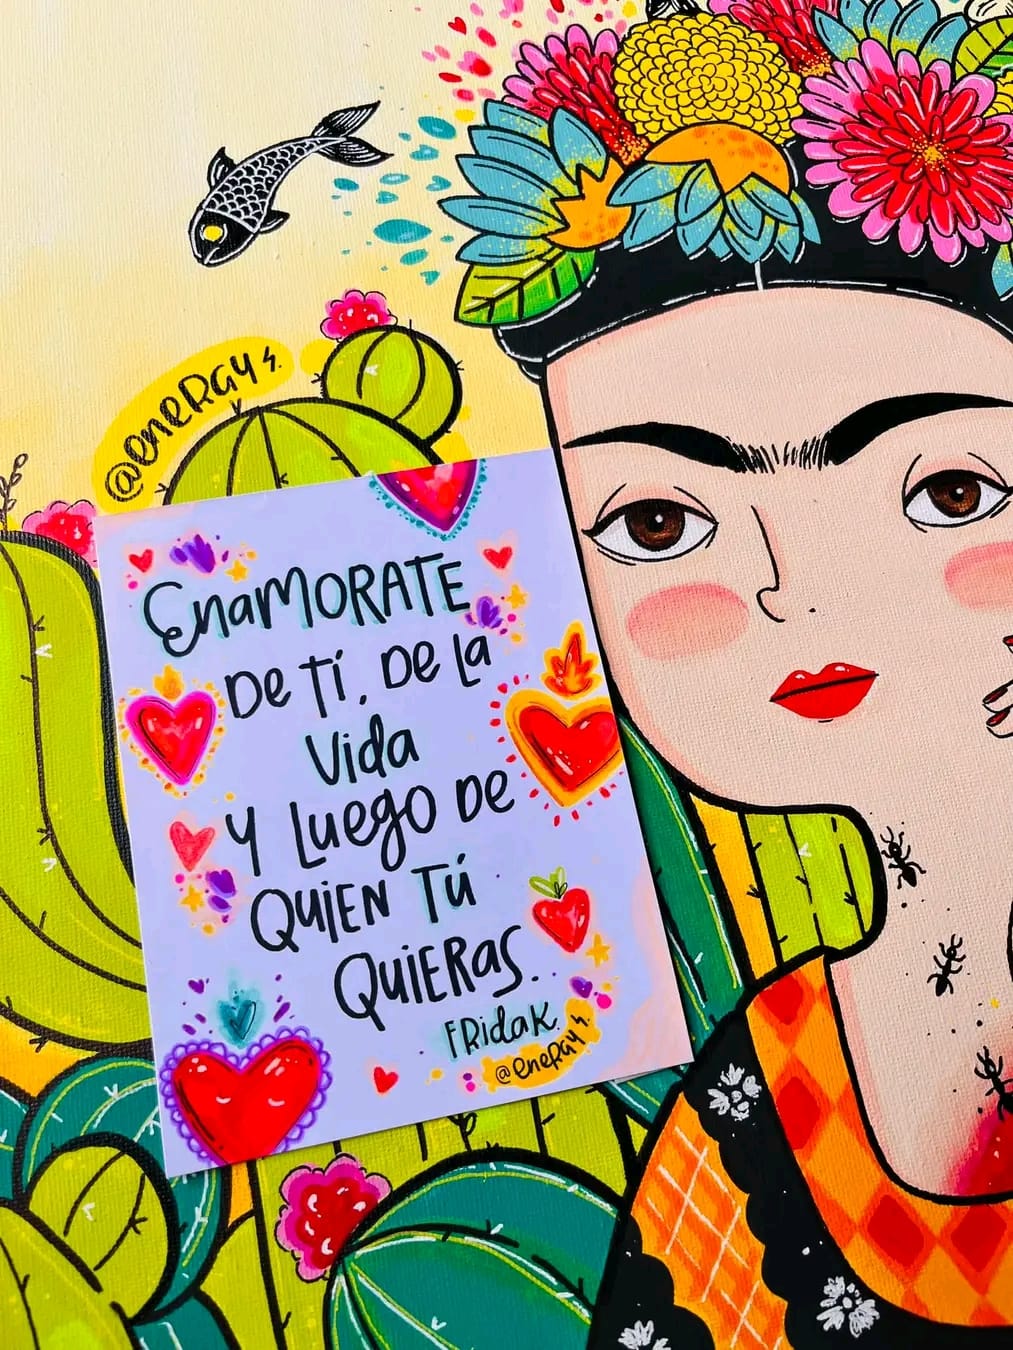 @eneRGy
EnamORATE
De Tí, De La
Vida
y Luego De
QUiEN TÚ
QUiERas.
FRidaK.
@eneRGy